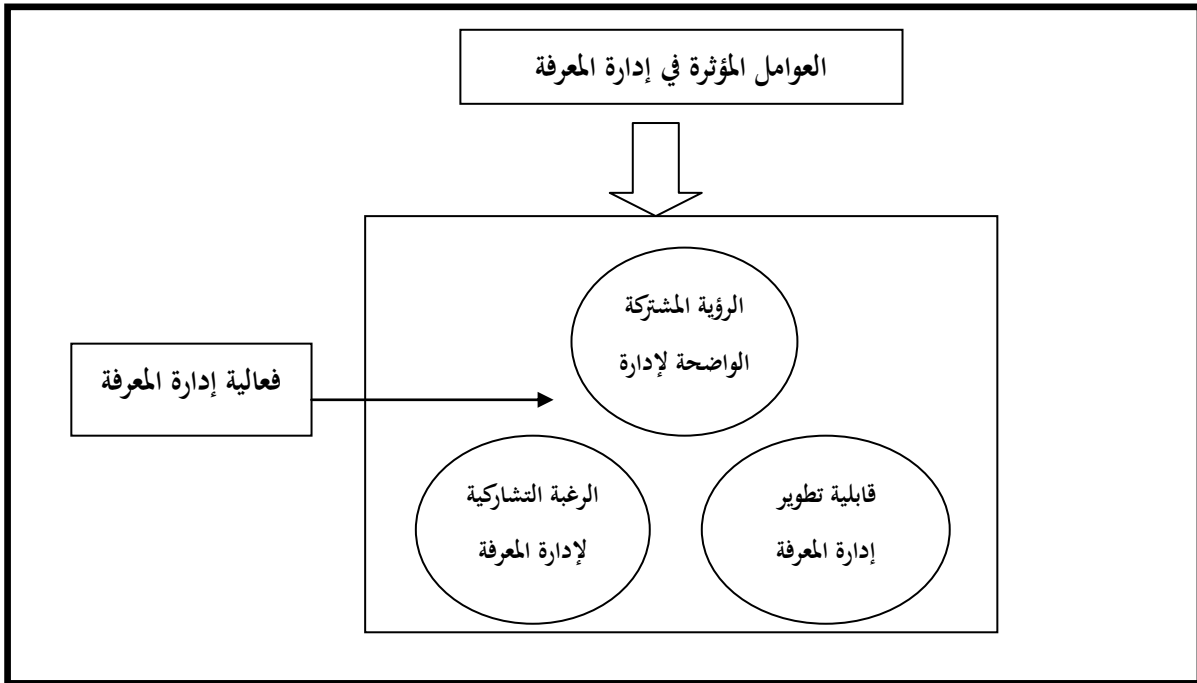 العوامل المؤثرة في إدارة المعرفة
الرؤية المشتركة
الواضحة لإدارة
فعالية إدارة المعرفة
قابلية تطوير
إدارة المعرفة
الرغبة التشاركية
لإدارة المعرفة